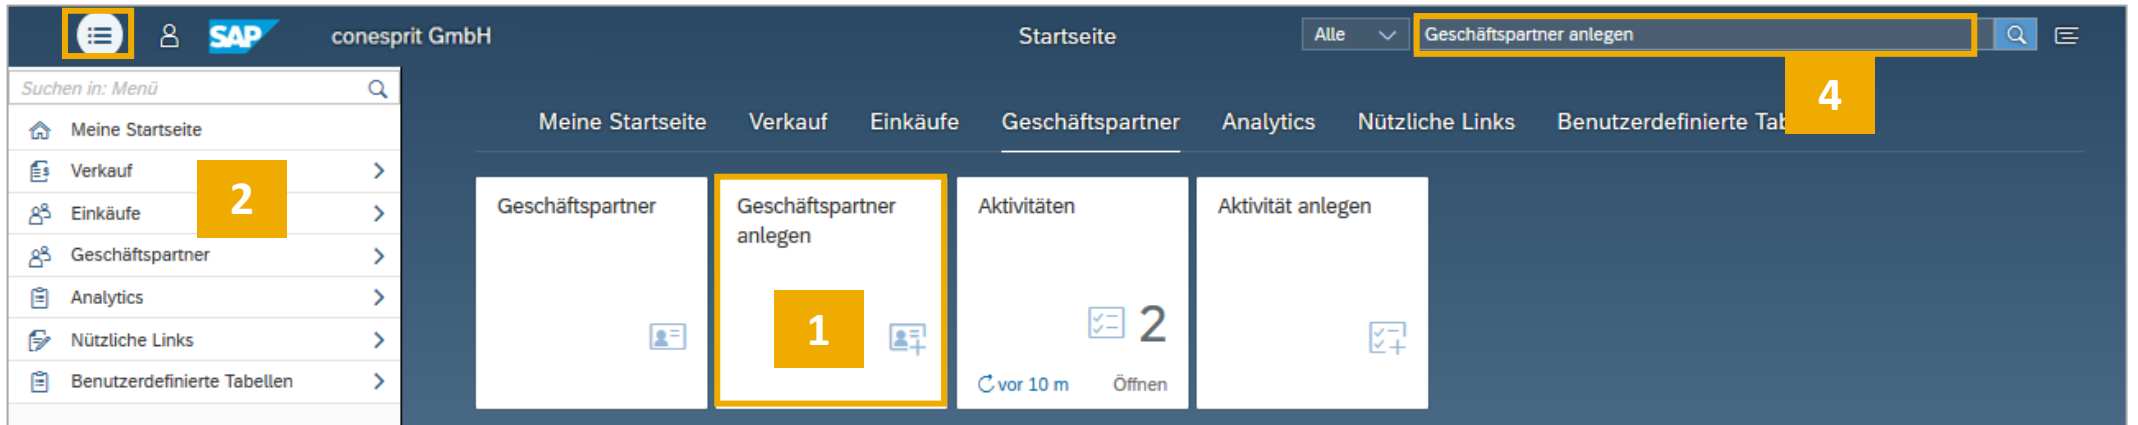 SAP
conesprit GmbH
Startseite
Alle
Geschäftspartner anlegen
4
Suchen in: Menü
Meine Startseite
Verkauf
2
Einkäufe
Geschäftspartner
Analytics
Nützliche Links
Benutzerdefinierte Tabellen
Meine Startseite Verkauf Einkäufe Geschäftspartner Analytics Nützliche Links Benutzerdefinierte
Geschäftspartner
Geschäftspartner
anlegen
1
Aktivitäten
2
vor 10 m Öffnen
Aktivität anlegen